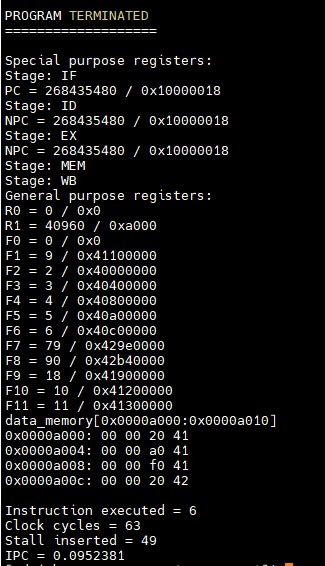 PROGRAM TERMINATED
===================
Special purpose registers:
Stage: IF
PC = 268435480 / 0x10000018
Stage: ID
NPC = 268435480 / 0x10000018
Stage: EX
NPC = 268435480 / 0x10000018
Stage: MEM
Stage: WB
General purpose registers:
R0 = 0 / 0x0
R1 = 40960 / 0xa000
F0 = 0 / 0x0
F1 = 9 / 0x41100000
F2 = 2 / 0x40000000
F3 = 3 / 0x40400000
F4 = 4 / 0x40800000
F5 = 5 / 0x40a00000
F6 = 6 / 0x40c00000
F7 = 79 / 0x429e0000
F8 = 90 / 0x42b40000
F9 = 18 / 0x41900000
F10 = 10 / 0x41200000
F11 = 11 / 0x41300000
data_memory[0x0000a000:0x0000a010]
0x0000a000: 00 00 20 41
0x0000a004: 00 00 a0 41
0x0000a008: 00 00 f0 41
0x0000a00c: 00 00 20 42
Instruction executed = 6
Clock cycles = 63
Stall inserted = 49
IPC = 0.0952381